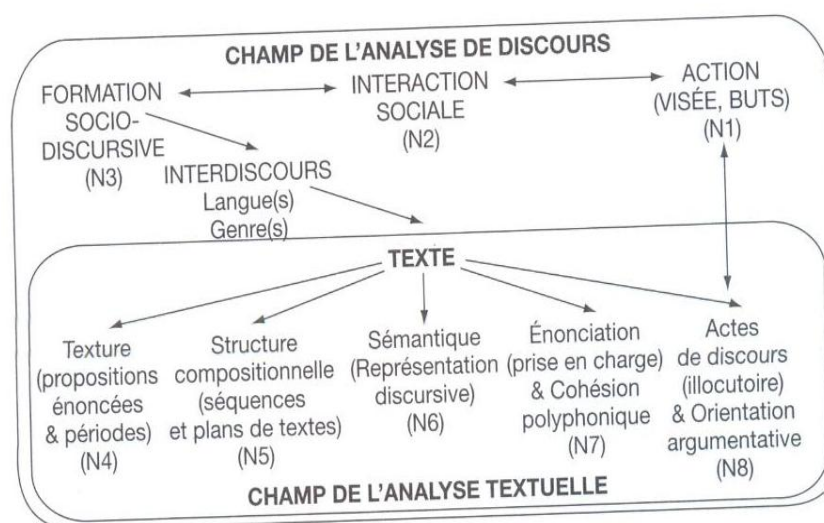 CHAMP DE L'ANALYSE DE DISCOURS
FORMATION
SOCIO-
DISCURSIVE
(N3)
INTERACTION
SOCIALE
(N2)
ACTION
(VISÉE, BUTS)
(N1)
INTERDISCOURS
Langue(s)
Genre(s)
TEXTE
Texture
(propositions
énoncées
& périodes)
(N4)
Structure
compositionnelle
(séquences
et plans de textes)
(N5)
Sémantique
(Représentation
discursive)
(N6)
Énonciation
(prise en charge)
& Cohésion
polyphonique
(N7)
Actes
de discours
(illocutoire)
& Orientation
argumentative
(N8)
CHAMP DE L'ANALYSE TEXTUELLE